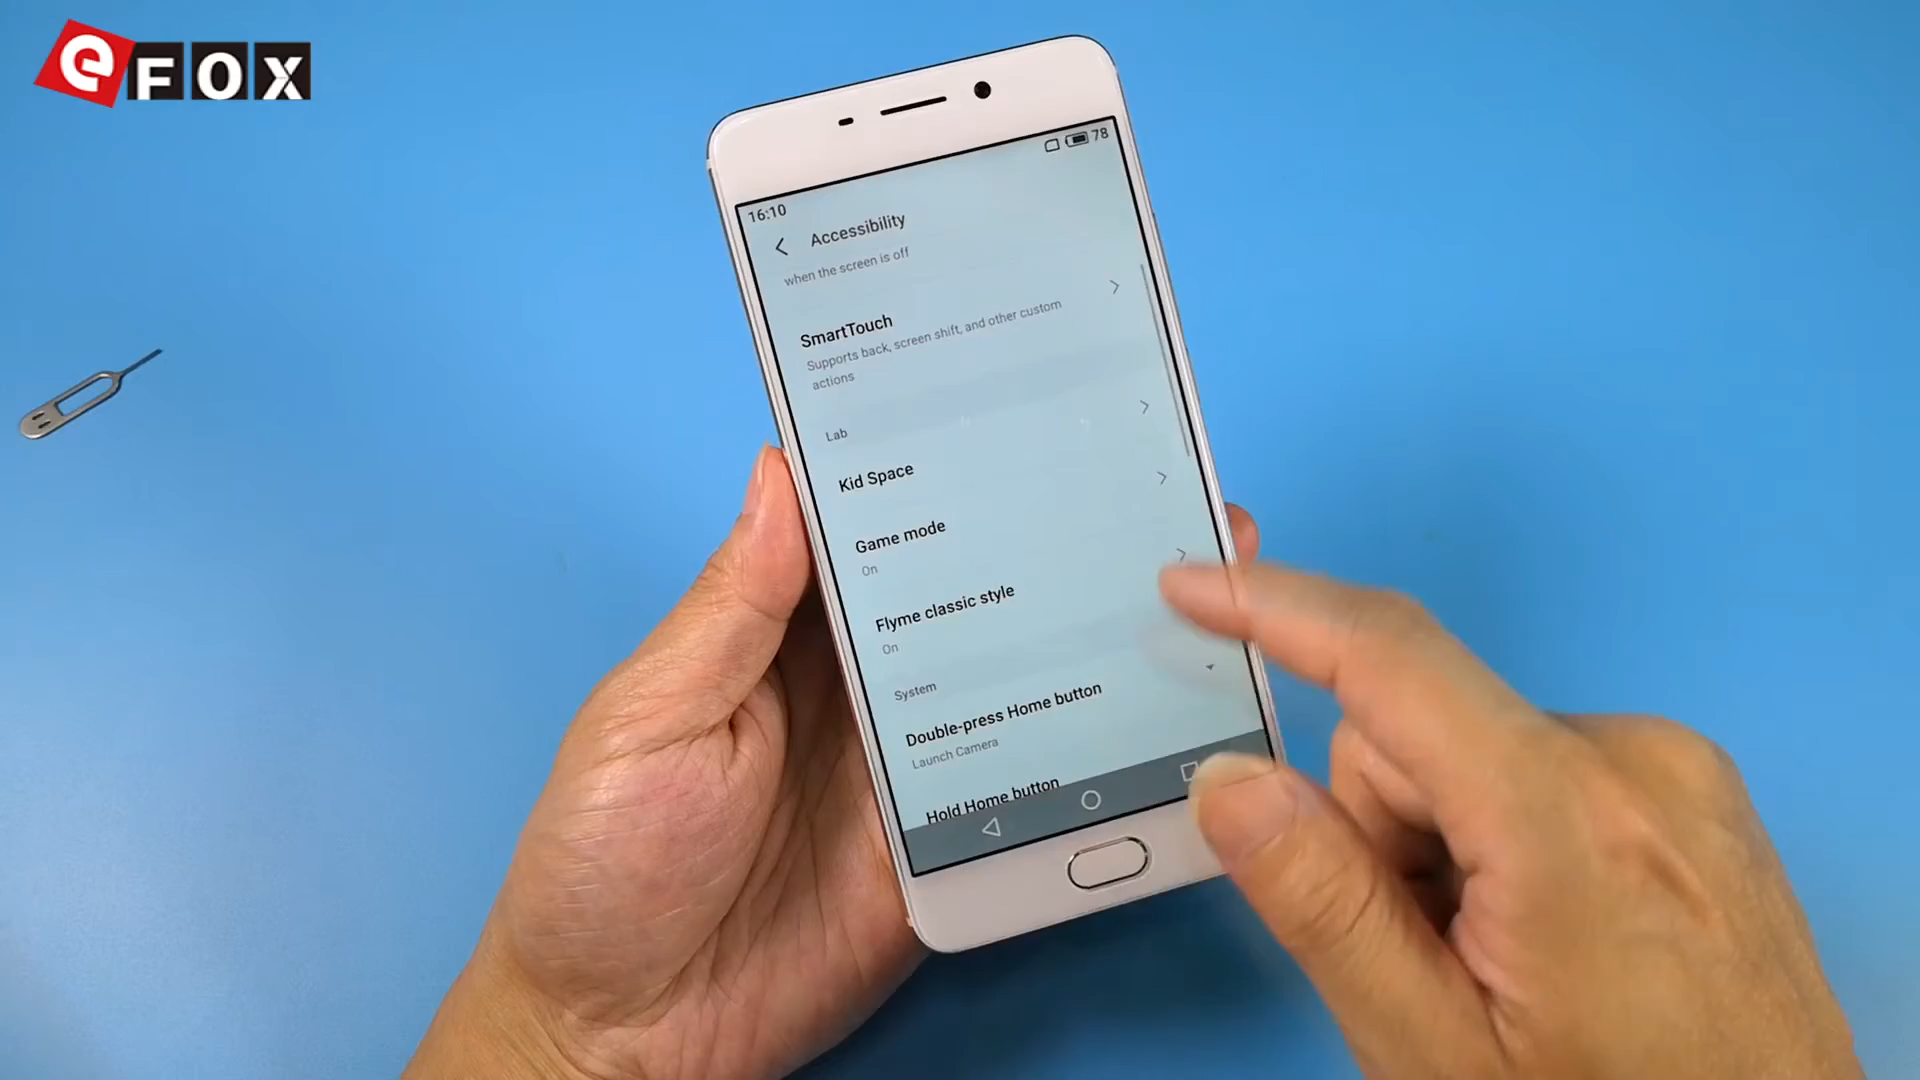 eFOX
16:10
78
Accessibility
when the screen is off
SmartTouch
Supports back, screen shift, and other custom
actions
Lab
Kid Space
Game mode
On
Flyme classic style
On
System
Double-press Home button
Launch Camera
Hold Home button